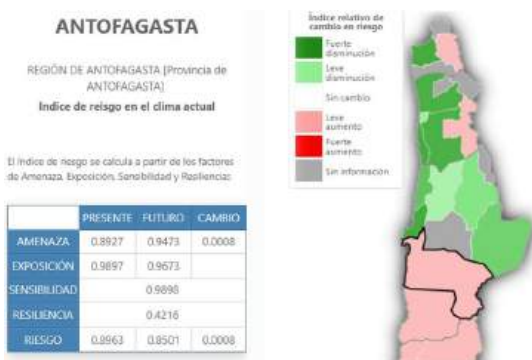 ANTOFAGASTA
REGIÓN DE ANTOFAGASTA [Provincia de
ANTOFAGASTA]
Indice de reisgo en el clima actual
El Indice de riesgo se calcula a partir de los factores
de Amenaza, Exposición, Sensibilidad y Resiliencia:
PRESENTE FUTURO CAMBIO
AMENAZA 0.8927 0.9473 0.0008
EXPOSICIÓN 0.9897 0.9673
SENSIBILIDAD 0.9898
RESILIENCIA 0.4216
RIESGO 0.8963 0.8501 0.0008
Índice relativo de
cambio en riesgo
Fuerte
disminución
Leve
disminución
Sin cambio
Leve
aumento
Fuerte
aumento
Sin información